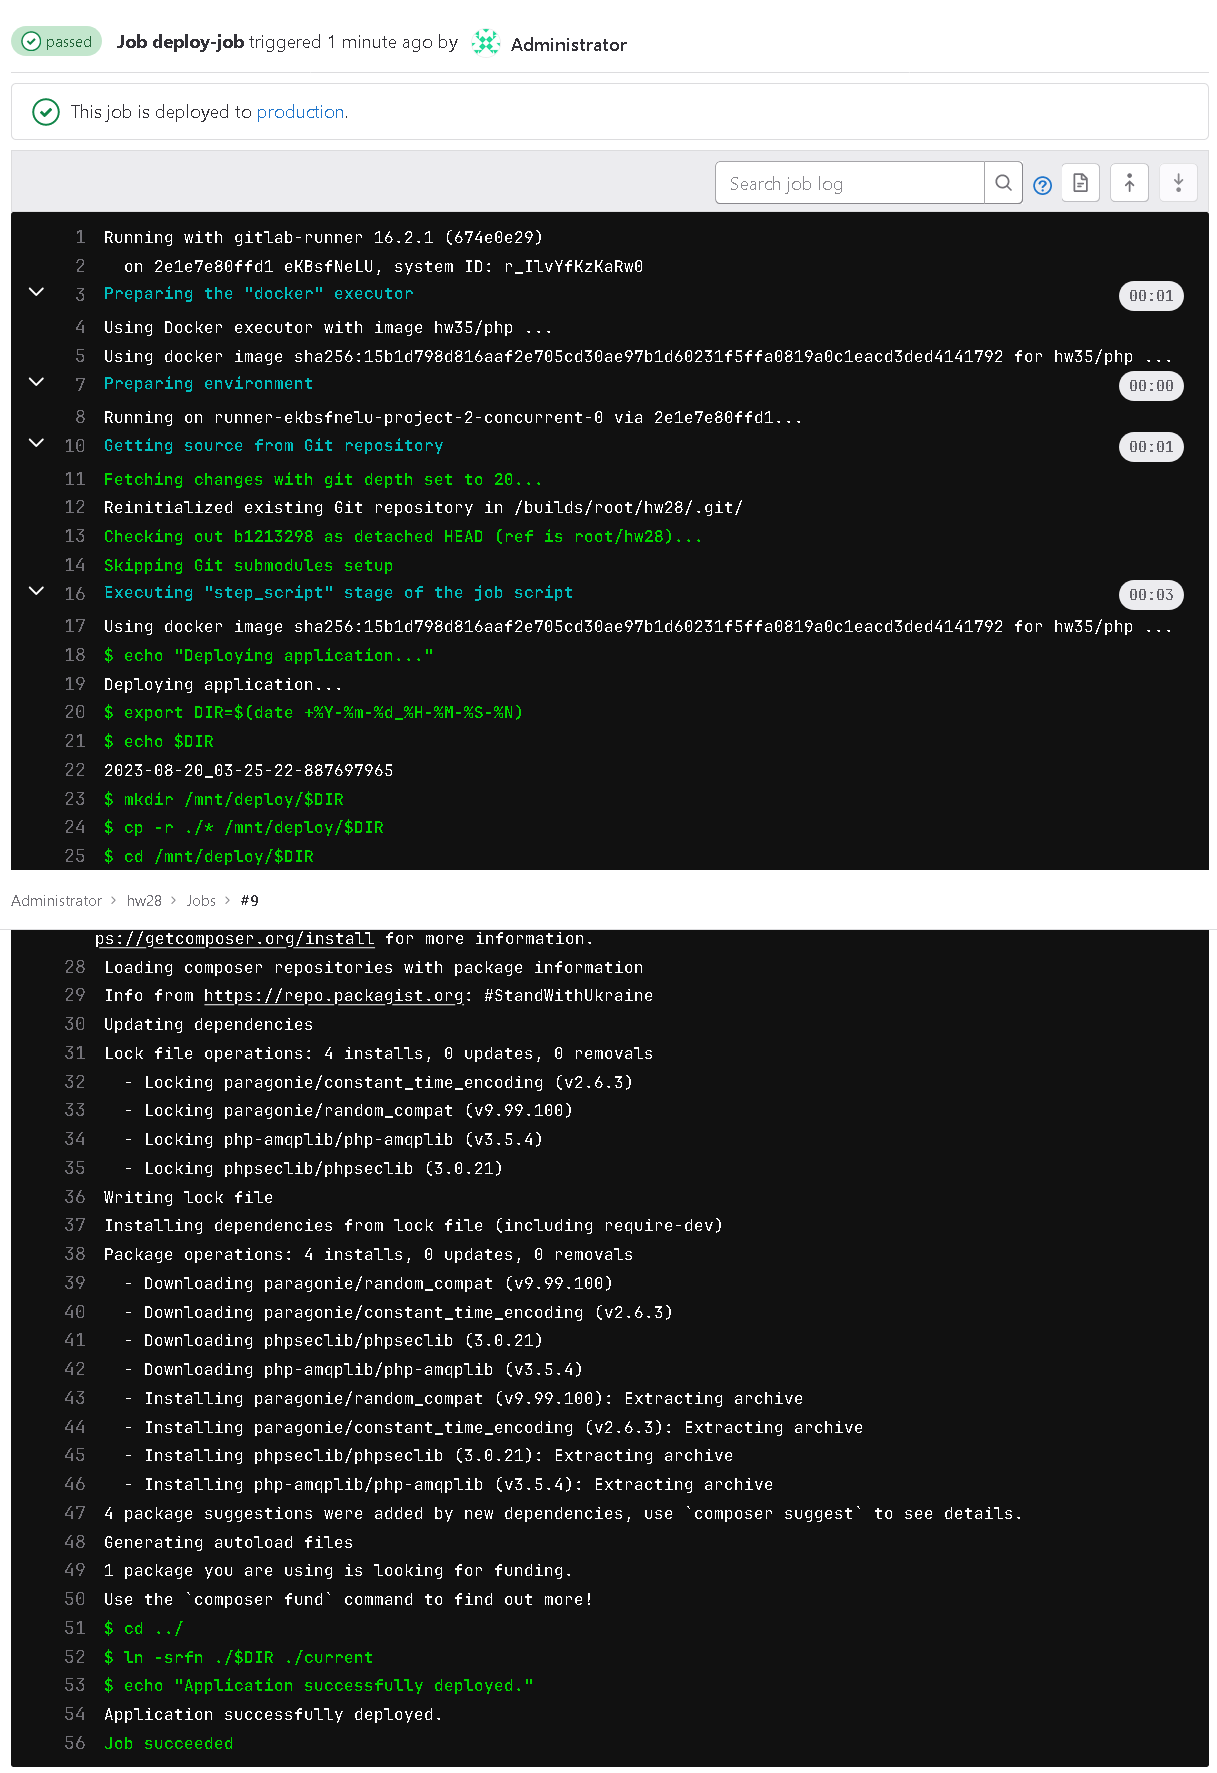 passed Job deploy-job triggered 1 minute ago by Administrator
This job is deployed to production.
Search job log
1 Running with gitlab-runner 16.2.1 (674e0e29)
2 on 2e1e7e80ffd1 eKBsfNeLU, system ID: r_IlvYfKzKaRw0
3 Preparing the "docker" executor 00:01
4 Using Docker executor with image hw35/php ...
5 Using docker image sha256:15b1d798d816aaf2e705cd30ae97b1d60231f5ffa0819a0c1eacd3ded4141792 for hw35/php ...
7 Preparing environment 00:00
8 Running on runner-ekbsfnelu-project-2-concurrent-0 via 2e1e7e80ffd1...
10 Getting source from Git repository 00:01
11 Fetching changes with git depth set to 20...
12 Reinitialized existing Git repository in /builds/root/hw28/.git/
13 Checking out b1213298 as detached HEAD (ref is root/hw28)...
14 Skipping Git submodules setup
16 Executing "step_script" stage of the job script 00:03
17 Using docker image sha256:15b1d798d816aaf2e705cd30ae97b1d60231f5ffa0819a0c1eacd3ded4141792 for hw35/php ...
18 $ echo "Deploying application..."
19 Deploying application...
20 $ export DIR=$(date +%Y-%m-%d_%H-%M-%S-%N)
21 $ echo $DIR
22 2023-08-20_03-25-22-887697965
23 $ mkdir /mnt/deploy/$DIR
24 $ cp -r ./* /mnt/deploy/$DIR
25 $ cd /mnt/deploy/$DIR
Administrator > hw28 > Jobs > #9
ps://getcomposer.org/install for more information.
28 Loading composer repositories with package information
29 Info from https://repo.packagist.org: #StandWithUkraine
30 Updating dependencies
31 Lock file operations: 4 installs, 0 updates, 0 removals
32 - Locking paragonie/constant_time_encoding (v2.6.3)
33 - Locking paragonie/random_compat (v9.99.100)
34 - Locking php-amqplib/php-amqplib (v3.5.4)
35 - Locking phpseclib/phpseclib (3.0.21)
36 Writing lock file
37 Installing dependencies from lock file (including require-dev)
38 Package operations: 4 installs, 0 updates, 0 removals
39 - Downloading paragonie/random_compat (v9.99.100)
40 - Downloading paragonie/constant_time_encoding (v2.6.3)
41 - Downloading phpseclib/phpseclib (3.0.21)
42 - Downloading php-amqplib/php-amqplib (v3.5.4)
43 - Installing paragonie/random_compat (v9.99.100): Extracting archive
44 - Installing paragonie/constant_time_encoding (v2.6.3): Extracting archive
45 - Installing phpseclib/phpseclib (3.0.21): Extracting archive
46 - Installing php-amqplib/php-amqplib (v3.5.4): Extracting archive
47 4 package suggestions were added by new dependencies, use `composer suggest` to see details.
48 Generating autoload files
49 1 package you are using is looking for funding.
50 Use the `composer fund` command to find out more!
51 $ cd ../
52 $ ln -srfn ./$DIR ./current
53 $ echo "Application successfully deployed."
54 Application successfully deployed.
56 Job succeeded